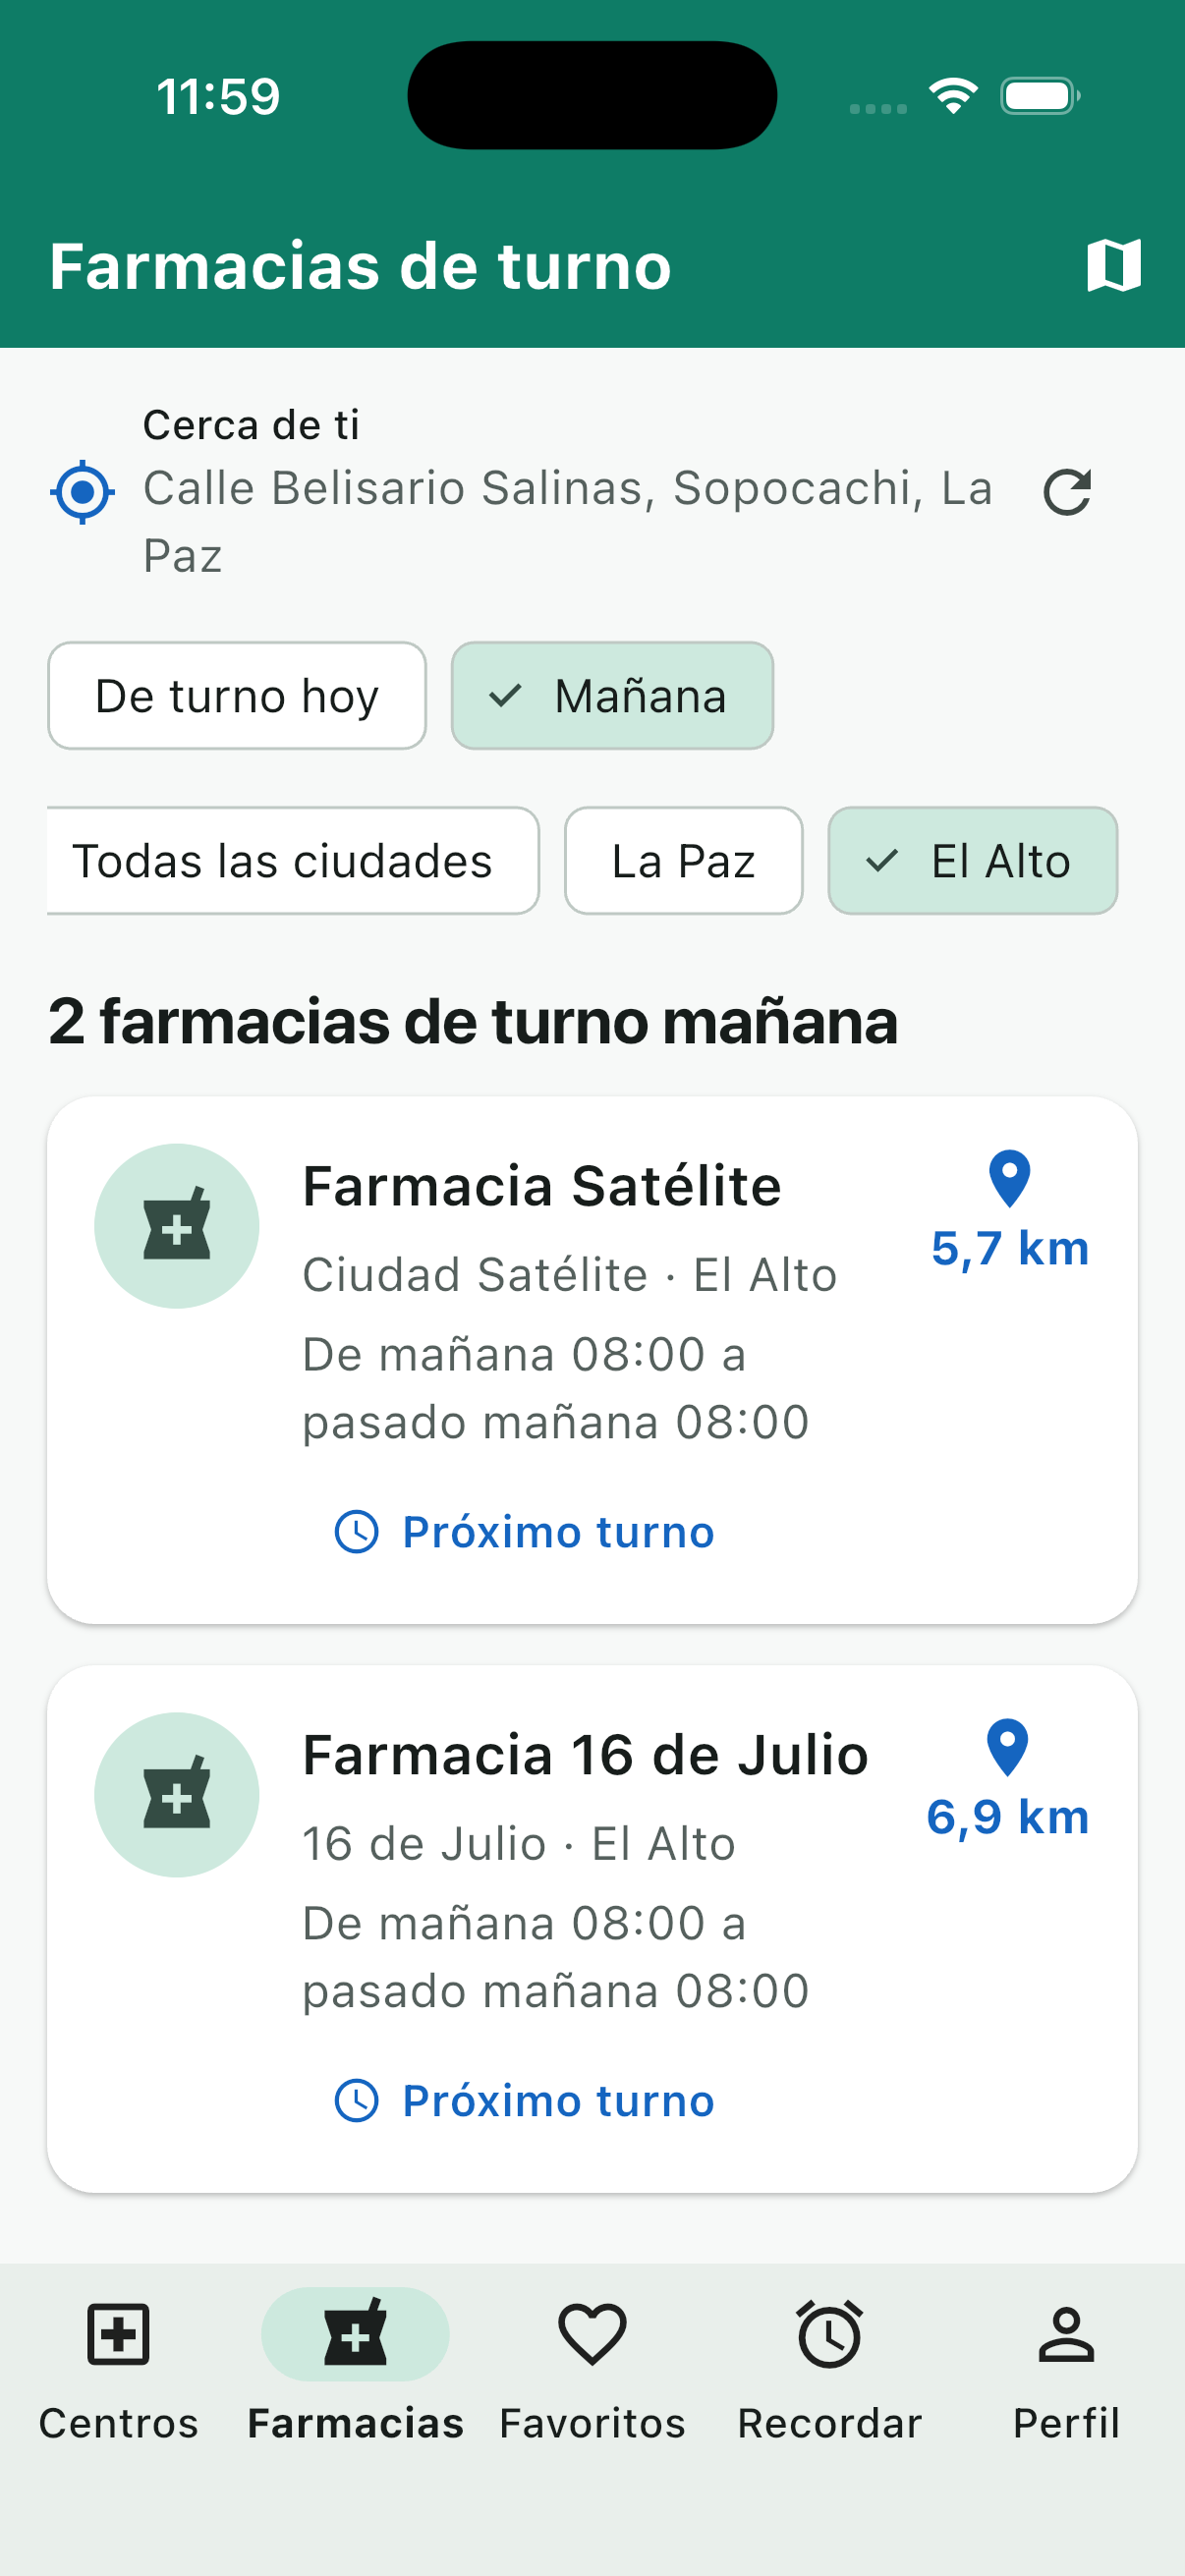 11:59
Farmacias de turno
Cerca de ti
Calle Belisario Salinas, Sopocachi, La
Paz
De turno hoy
Mañana
Todas las ciudades
La Paz
El Alto
2 farmacias de turno mañana
Farmacia Satélite
5,7 km
Ciudad Satélite · El Alto
De mañana 08:00 a
pasado mañana 08:00
Próximo turno
Farmacia 16 de Julio
6,9 km
16 de Julio · El Alto
De mañana 08:00 a
pasado mañana 08:00
Próximo turno
Centros
Farmacias
Favoritos
Recordar
Perfil